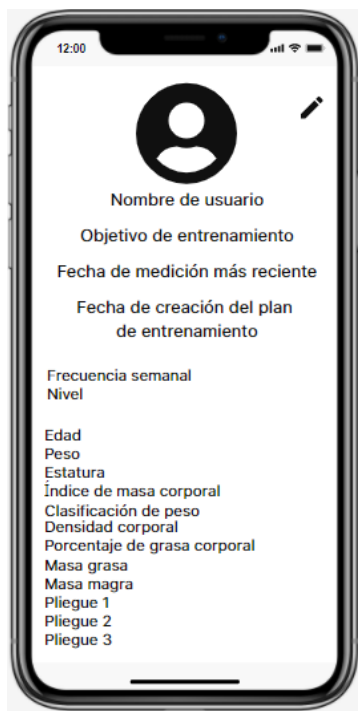 12:00
Nombre de usuario
Objetivo de entrenamiento
Fecha de medición más reciente
Fecha de creación del plan
de entrenamiento
Frecuencia semanal
Nivel
Edad
Peso
Estatura
Índice de masa corporal
Clasificación de peso
Densidad corporal
Porcentaje de grasa corporal
Masa grasa
Masa magra
Pliegue 1
Pliegue 2
Pliegue 3